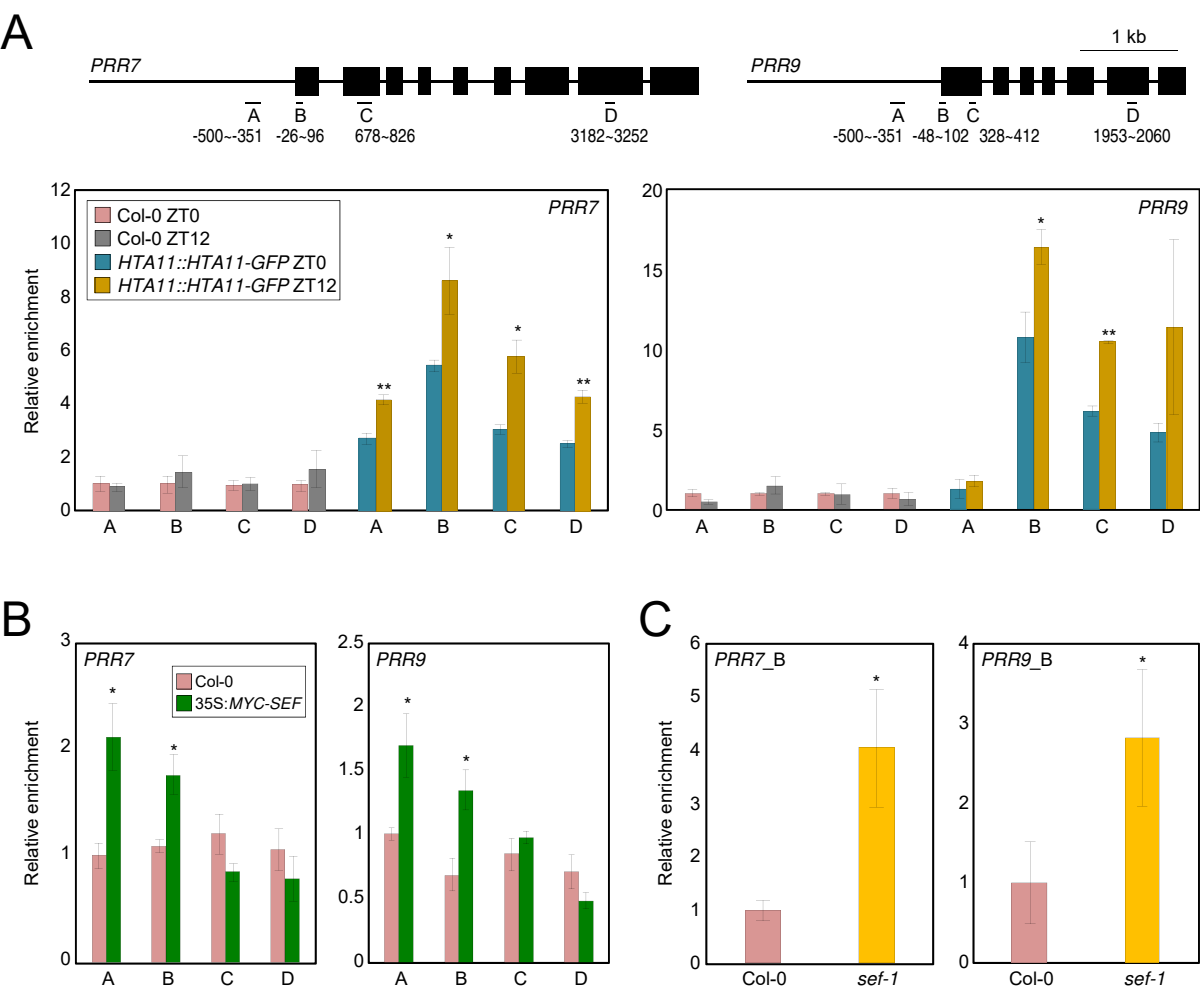 A
1 kb
PRR7
PRR9
A B C D
A B C D
-500~-351 -26~96 678~826 3182~3252
-500~-351 -48~102 328~412 1953~2060
Relative enrichment
12
10
8
6
4
2
0
Col-0 ZT0
Col-0 ZT12
HTA11::HTA11-GFP ZT0
HTA11::HTA11-GFP ZT12
PRR7
** * * **
A B C D A B C D
20
15
10
5
0
PRR9
* **
A B C D A B C D
B
Relative enrichment
3
2
1
0
PRR7
Col-0
35S:MYC-SEF
* *
A B C D
2.5
2
1.5
1
0.5
0
PRR9
* *
A B C D
C
Relative enrichment
6
5
4
3
2
1
0
PRR7_B
*
Col-0 sef-1
4
3
2
1
0
PRR9_B
*
Col-0 sef-1